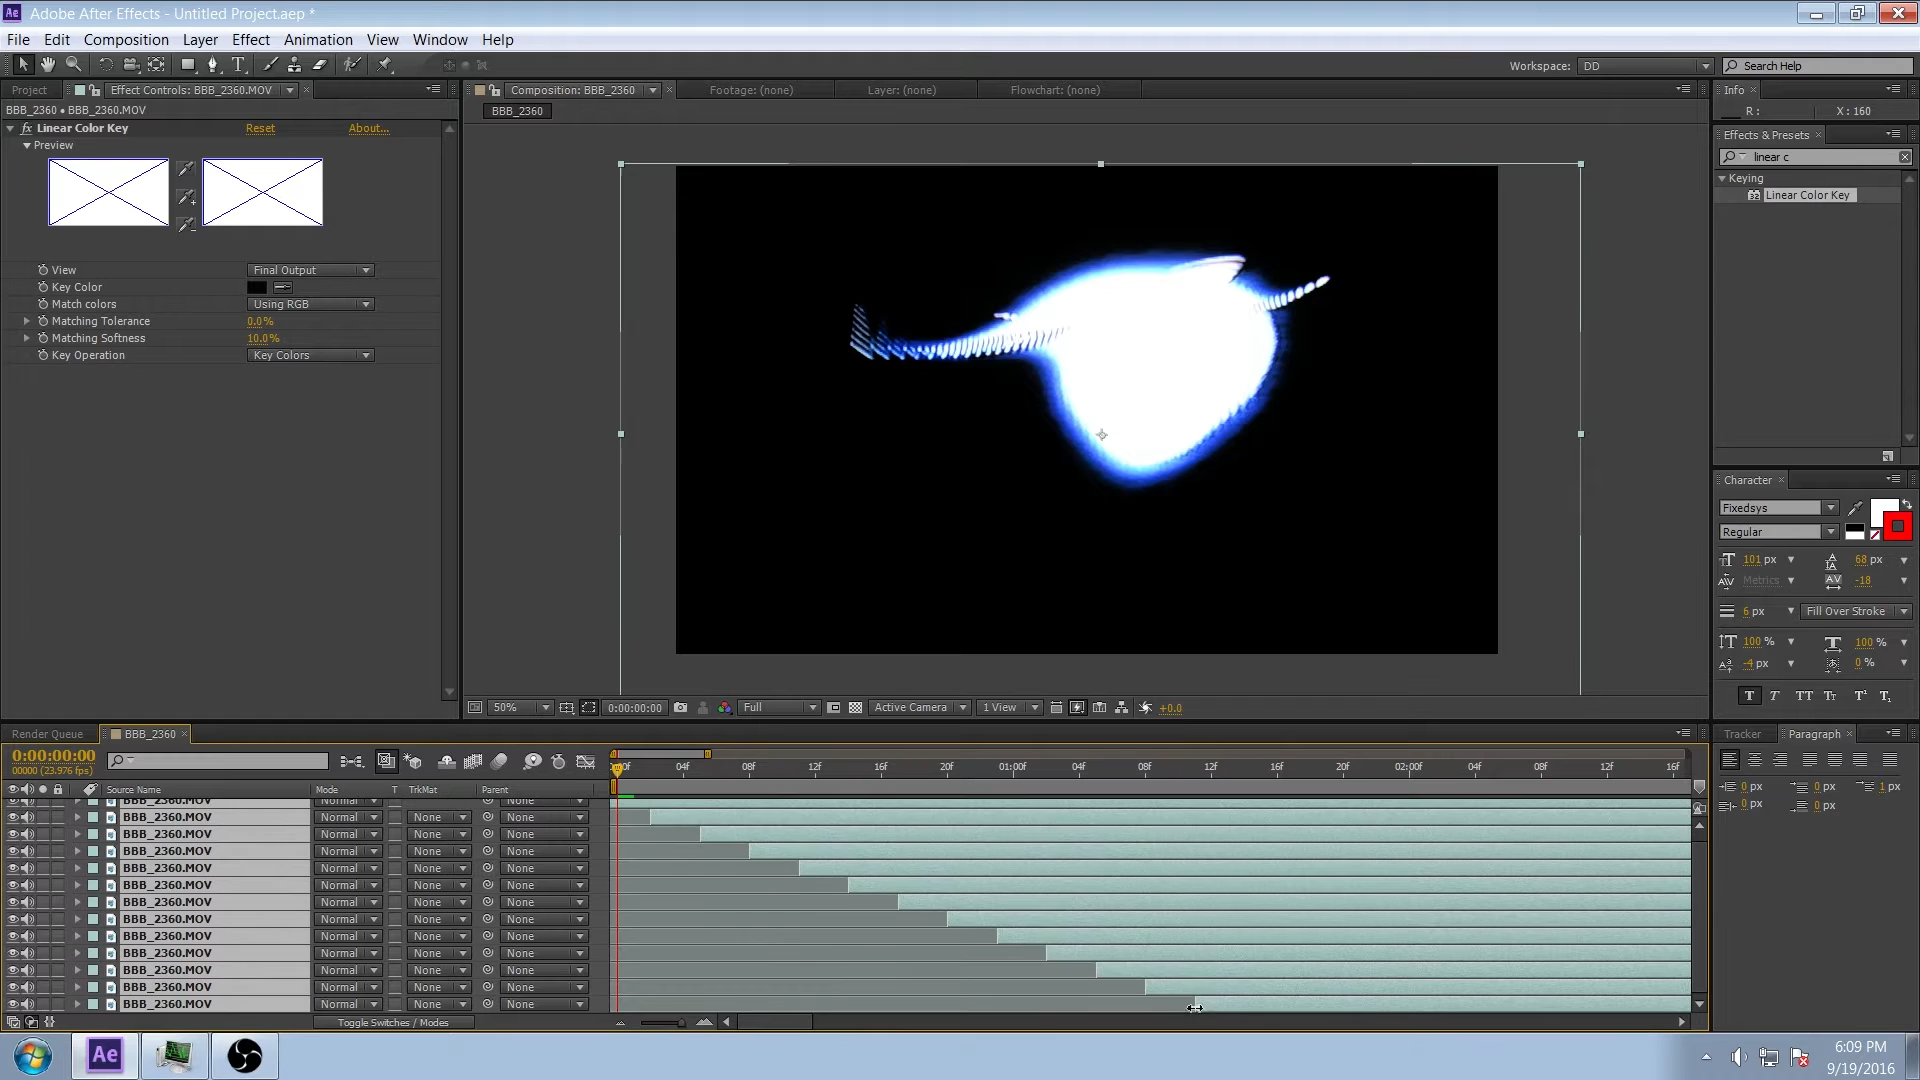 Adobe After Effects - Untitled Project.aep *
File Edit Composition Layer Effect Animation View Window Help
Workspace: DD Search Help
Project Effect Controls: BBB_2360.MOV
Composition: BBB_2360 Footage: (none) Layer: (none) Flowchart: (none)
Info
BBB_2360 • BBB_2360.MOV
BBB_2360
R: X: 160
fx Linear Color Key Reset About...
Effects & Presets
Preview
linear c
Keying
Linear Color Key
View Final Output
Key Color
Match colors Using RGB
Matching Tolerance 0.0%
Matching Softness 10.0%
Key Operation Key Colors
Character
Fixedsys
Regular
101 px 68 px
Metrics -18
6 px Fill Over Stroke
100 % 100 %
-4 px 0 %
T T TT Tr T¹ T₁
50% 0:00:00:00 Full Active Camera 1 View +0.0
Render Queue BBB_2360
Tracker Paragraph
0:00:00:00
00000 (23.976 fps)
04f 08f 12f 16f 20f 01:00f 04f 08f 12f 16f 20f 02:00f 04f 08f 12f 16f
Source Name Mode T TrkMat Parent
0 px 0 px 1 px
0 px 0 px
BBB_2360.MOV Normal None
BBB_2360.MOV Normal None None
BBB_2360.MOV Normal None None
BBB_2360.MOV Normal None None
BBB_2360.MOV Normal None None
BBB_2360.MOV Normal None None
BBB_2360.MOV Normal None None
BBB_2360.MOV Normal None None
BBB_2360.MOV Normal None None
BBB_2360.MOV Normal None None
BBB_2360.MOV Normal None None
BBB_2360.MOV Normal None None
BBB_2360.MOV Normal None None
Toggle Switches / Modes
Ae
6:09 PM
9/19/2016